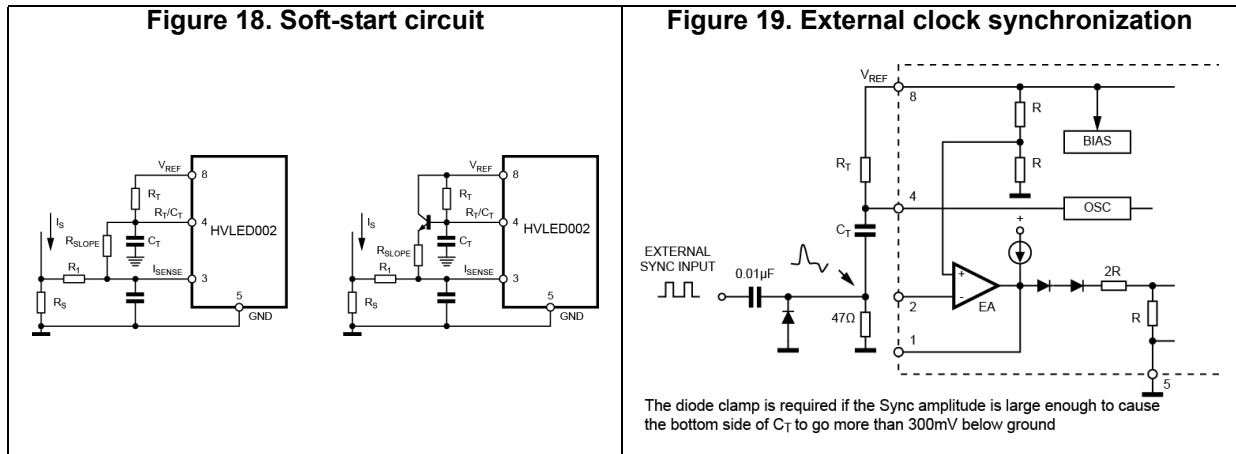 Figure 18. Soft-start circuit
VREF
8
RT
IS
RT/CT
4
HVLED002
RSLOPE
CT
R1
ISENSE
3
RS
5
GND
VREF
8
RT
IS
RT/CT
4
HVLED002
RSLOPE
CT
R1
ISENSE
3
RS
5
GND
Figure 19. External clock synchronization
VREF
8
R
BIAS
RT
R
4
OSC
CT
+
EXTERNAL
SYNC INPUT
0.01µF
2R
+
-
2
EA
47Ω
R
1
5
The diode clamp is required if the Sync amplitude is large enough to cause
the bottom side of CT to go more than 300mV below ground